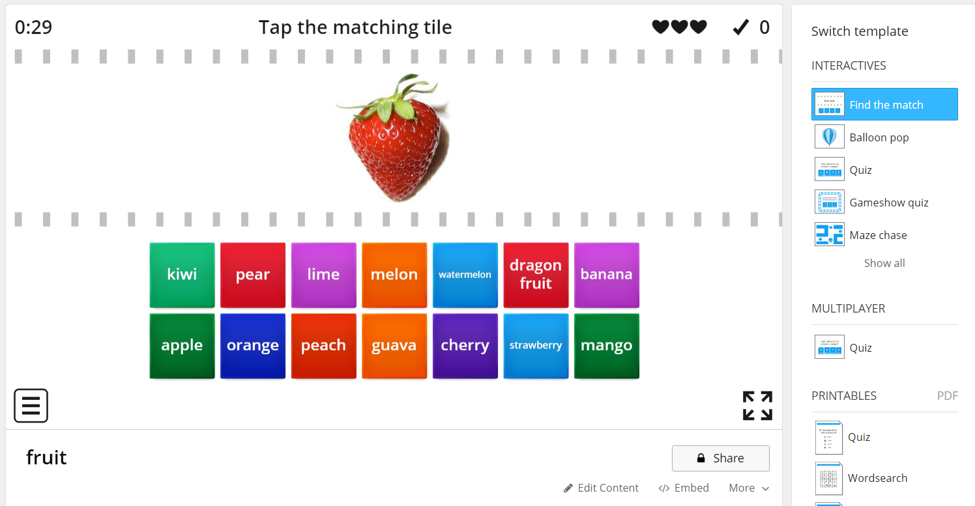 0:29
Tap the matching tile
0
kiwi
pear
lime
melon
watermelon
dragon
fruit
banana
apple
orange
peach
guava
cherry
strawberry
mango
fruit
Share
Edit Content
Embed
More
Switch template
INTERACTIVES
Find the match
Balloon pop
Quiz
Gameshow quiz
Maze chase
Show all
MULTIPLAYER
Quiz
PRINTABLES PDF
Quiz
Wordsearch